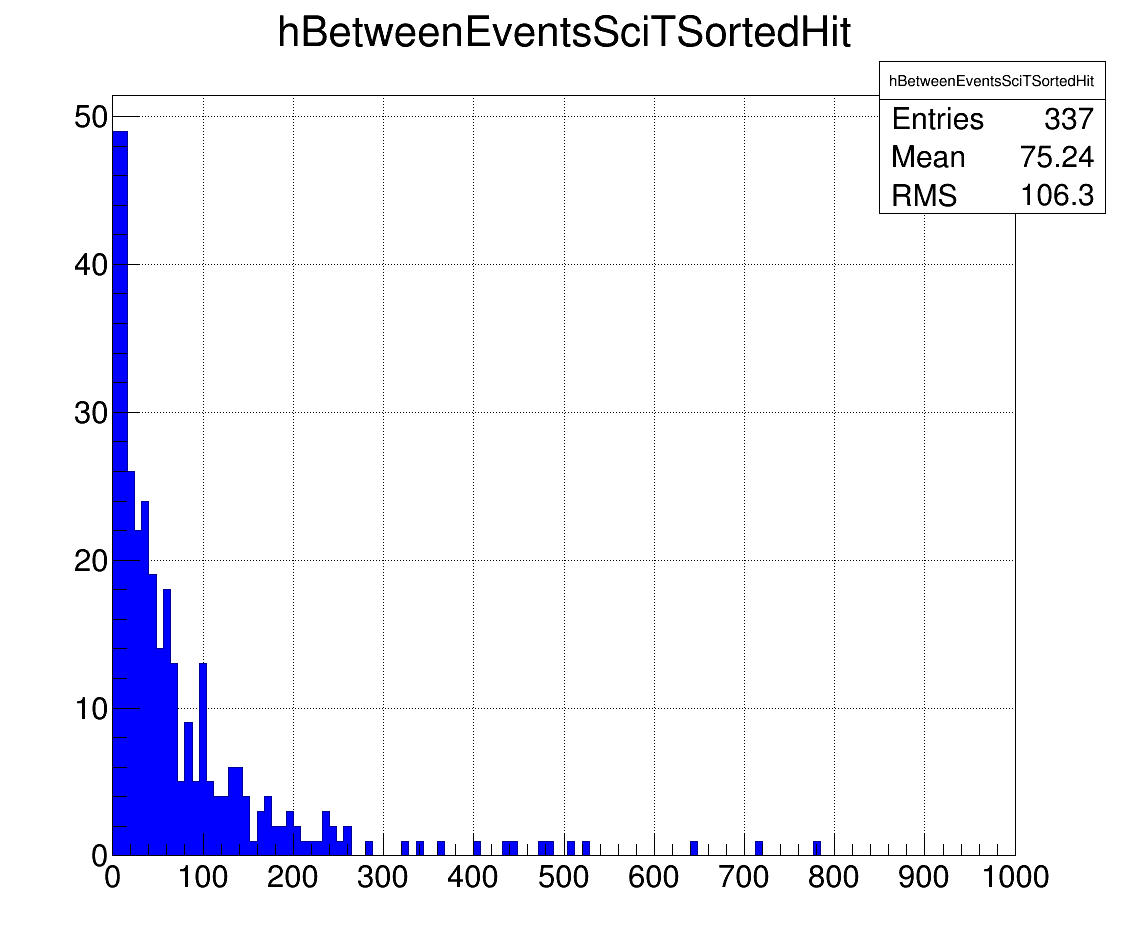 hBetweenEventsSciTSortedHit
hBetweenEventsSciTSortedHit
Entries 337
Mean 75.24
RMS 106.3
50
40
30
20
10
0
0 100 200 300 400 500 600 700 800 900 1000